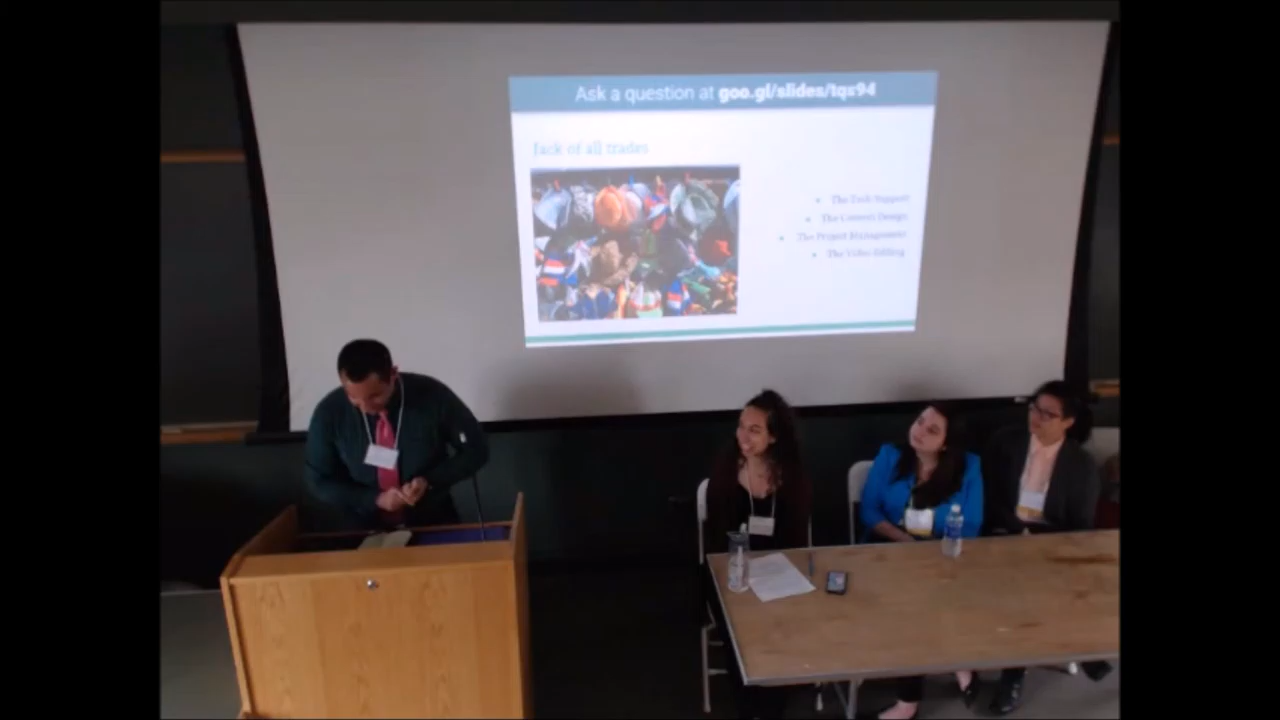 Ask a question at goo.gl/slides/tqs94
Jack of all trades
The Tech Support
The Content Design
The Project Management
The Video Editing